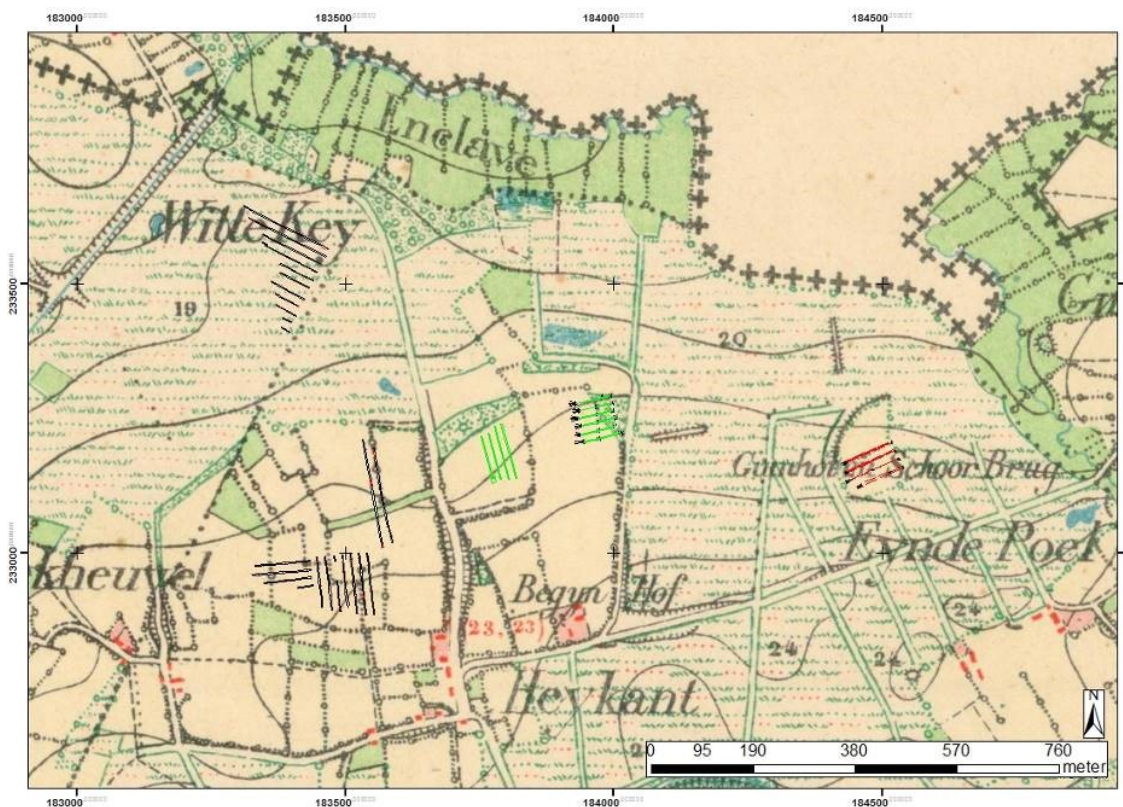 183000 183500 184000 184500
Enclave
Witte Key
233500
19
20
Schoor Brug
233000
kheuvel
Eynde Poel
Begyn Hof
24
(23, 23)
24
24
Heykant
N
0 95 190 380 570 760
meter
183000 183500 184000 184500